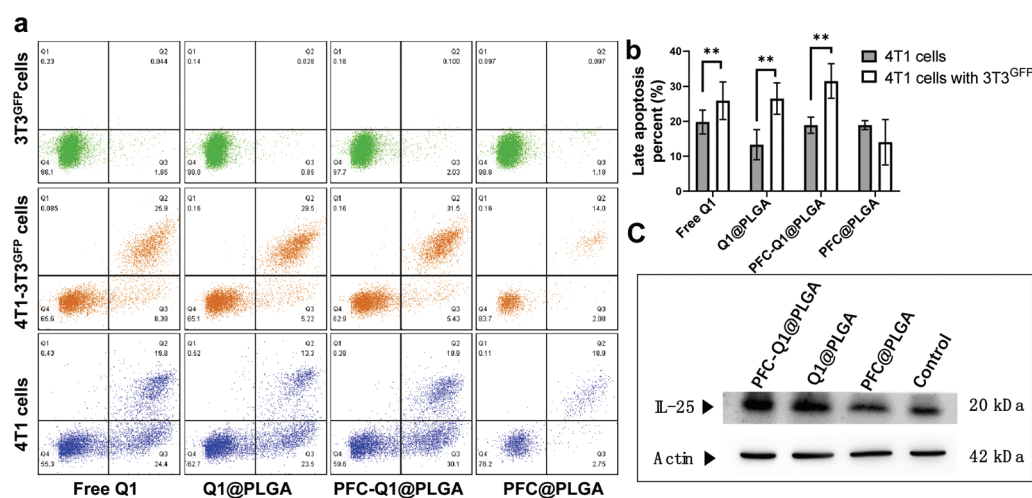 a
3T3GFP cells
Q1
0.23
Q2
0.044
Q4
98.1
Q3
1.65
Q1
0.14
Q2
0.028
Q4
Q3
0.85
Q1
0.16
Q2
0.100
Q4
97.7
Q3
2.03
Q1
0.097
Q2
0.097
Q4
98.6
Q3
1.18
4T1-3T3GFP cells
Q1
0.085
Q2
25.9
Q4
65.6
Q3
8.39
Q1
0.16
Q2
29.5
Q4
65.1
Q3
5.22
Q1
0.16
Q2
31.5
Q4
62.9
Q3
5.43
Q1
0.16
Q2
14.0
Q4
83.7
Q3
2.08
4T1 cells
Q1
0.43
Q2
19.8
Q4
55.3
Q3
24.4
Q1
0.52
Q2
13.3
Q4
62.7
Q3
23.5
Q1
0.38
Q2
Q4
50.6
Q3
30.1
Q1
0.11
Q2
18.9
Q4
78.2
Q3
2.75
Free Q1 Q1@PLGA PFC-Q1@PLGA PFC@PLGA
b
Late apoptosis
percent (%)
40
30
20
10
0
** ** **
4T1 cells
4T1 cells with 3T3GFP
Free Q1
Q1@PLGA
PFC-Q1@PLGA
PFC@PLGA
C
PFC-Q1@PLGA
Q1@PLGA
PFC@PLGA
Control
IL-25 20 kDa
Actin 42 kDa